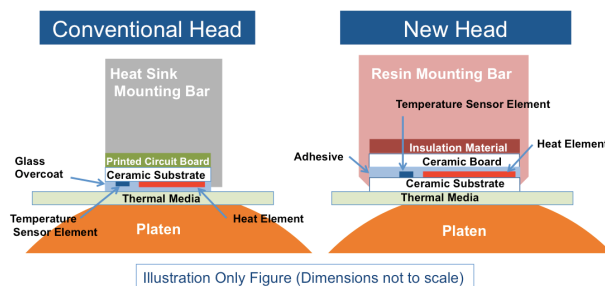 Conventional Head
New Head
Heat Sink
Mounting Bar
Printed Circuit Board
Ceramic Substrate
Glass
Overcoat
Thermal Media
Temperature
Sensor Element
Heat Element
Platen
Resin Mounting Bar
Temperature Sensor Element
Insulation Material
Heat Element
Ceramic Board
Adhesive
Ceramic Substrate
Thermal Media
Platen
Illustration Only Figure (Dimensions not to scale)